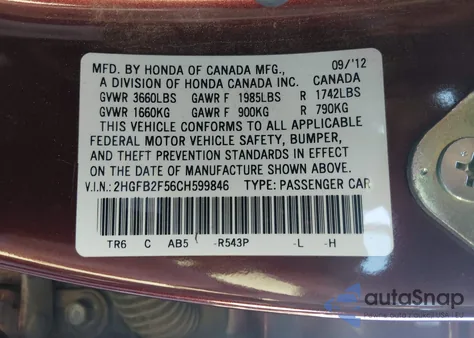 MFD. BY HONDA OF CANADA MFG., 09/'12
A DIVISION OF HONDA CANADA INC. CANADA
GVWR 3660LBS GAWR F 1985LBS R 1742LBS
GVWR 1660KG GAWR F 900KG R 790KG
THIS VEHICLE CONFORMS TO ALL APPLICABLE
FEDERAL MOTOR VEHICLE SAFETY, BUMPER,
AND THEFT PREVENTION STANDARDS IN EFFECT
ON THE DATE OF MANUFACTURE SHOWN ABOVE.
V.I.N.: 2HGFB2F56CH599846 TYPE: PASSENGER CAR
TR6 C AB5 -R543P -L -H
autoSnap